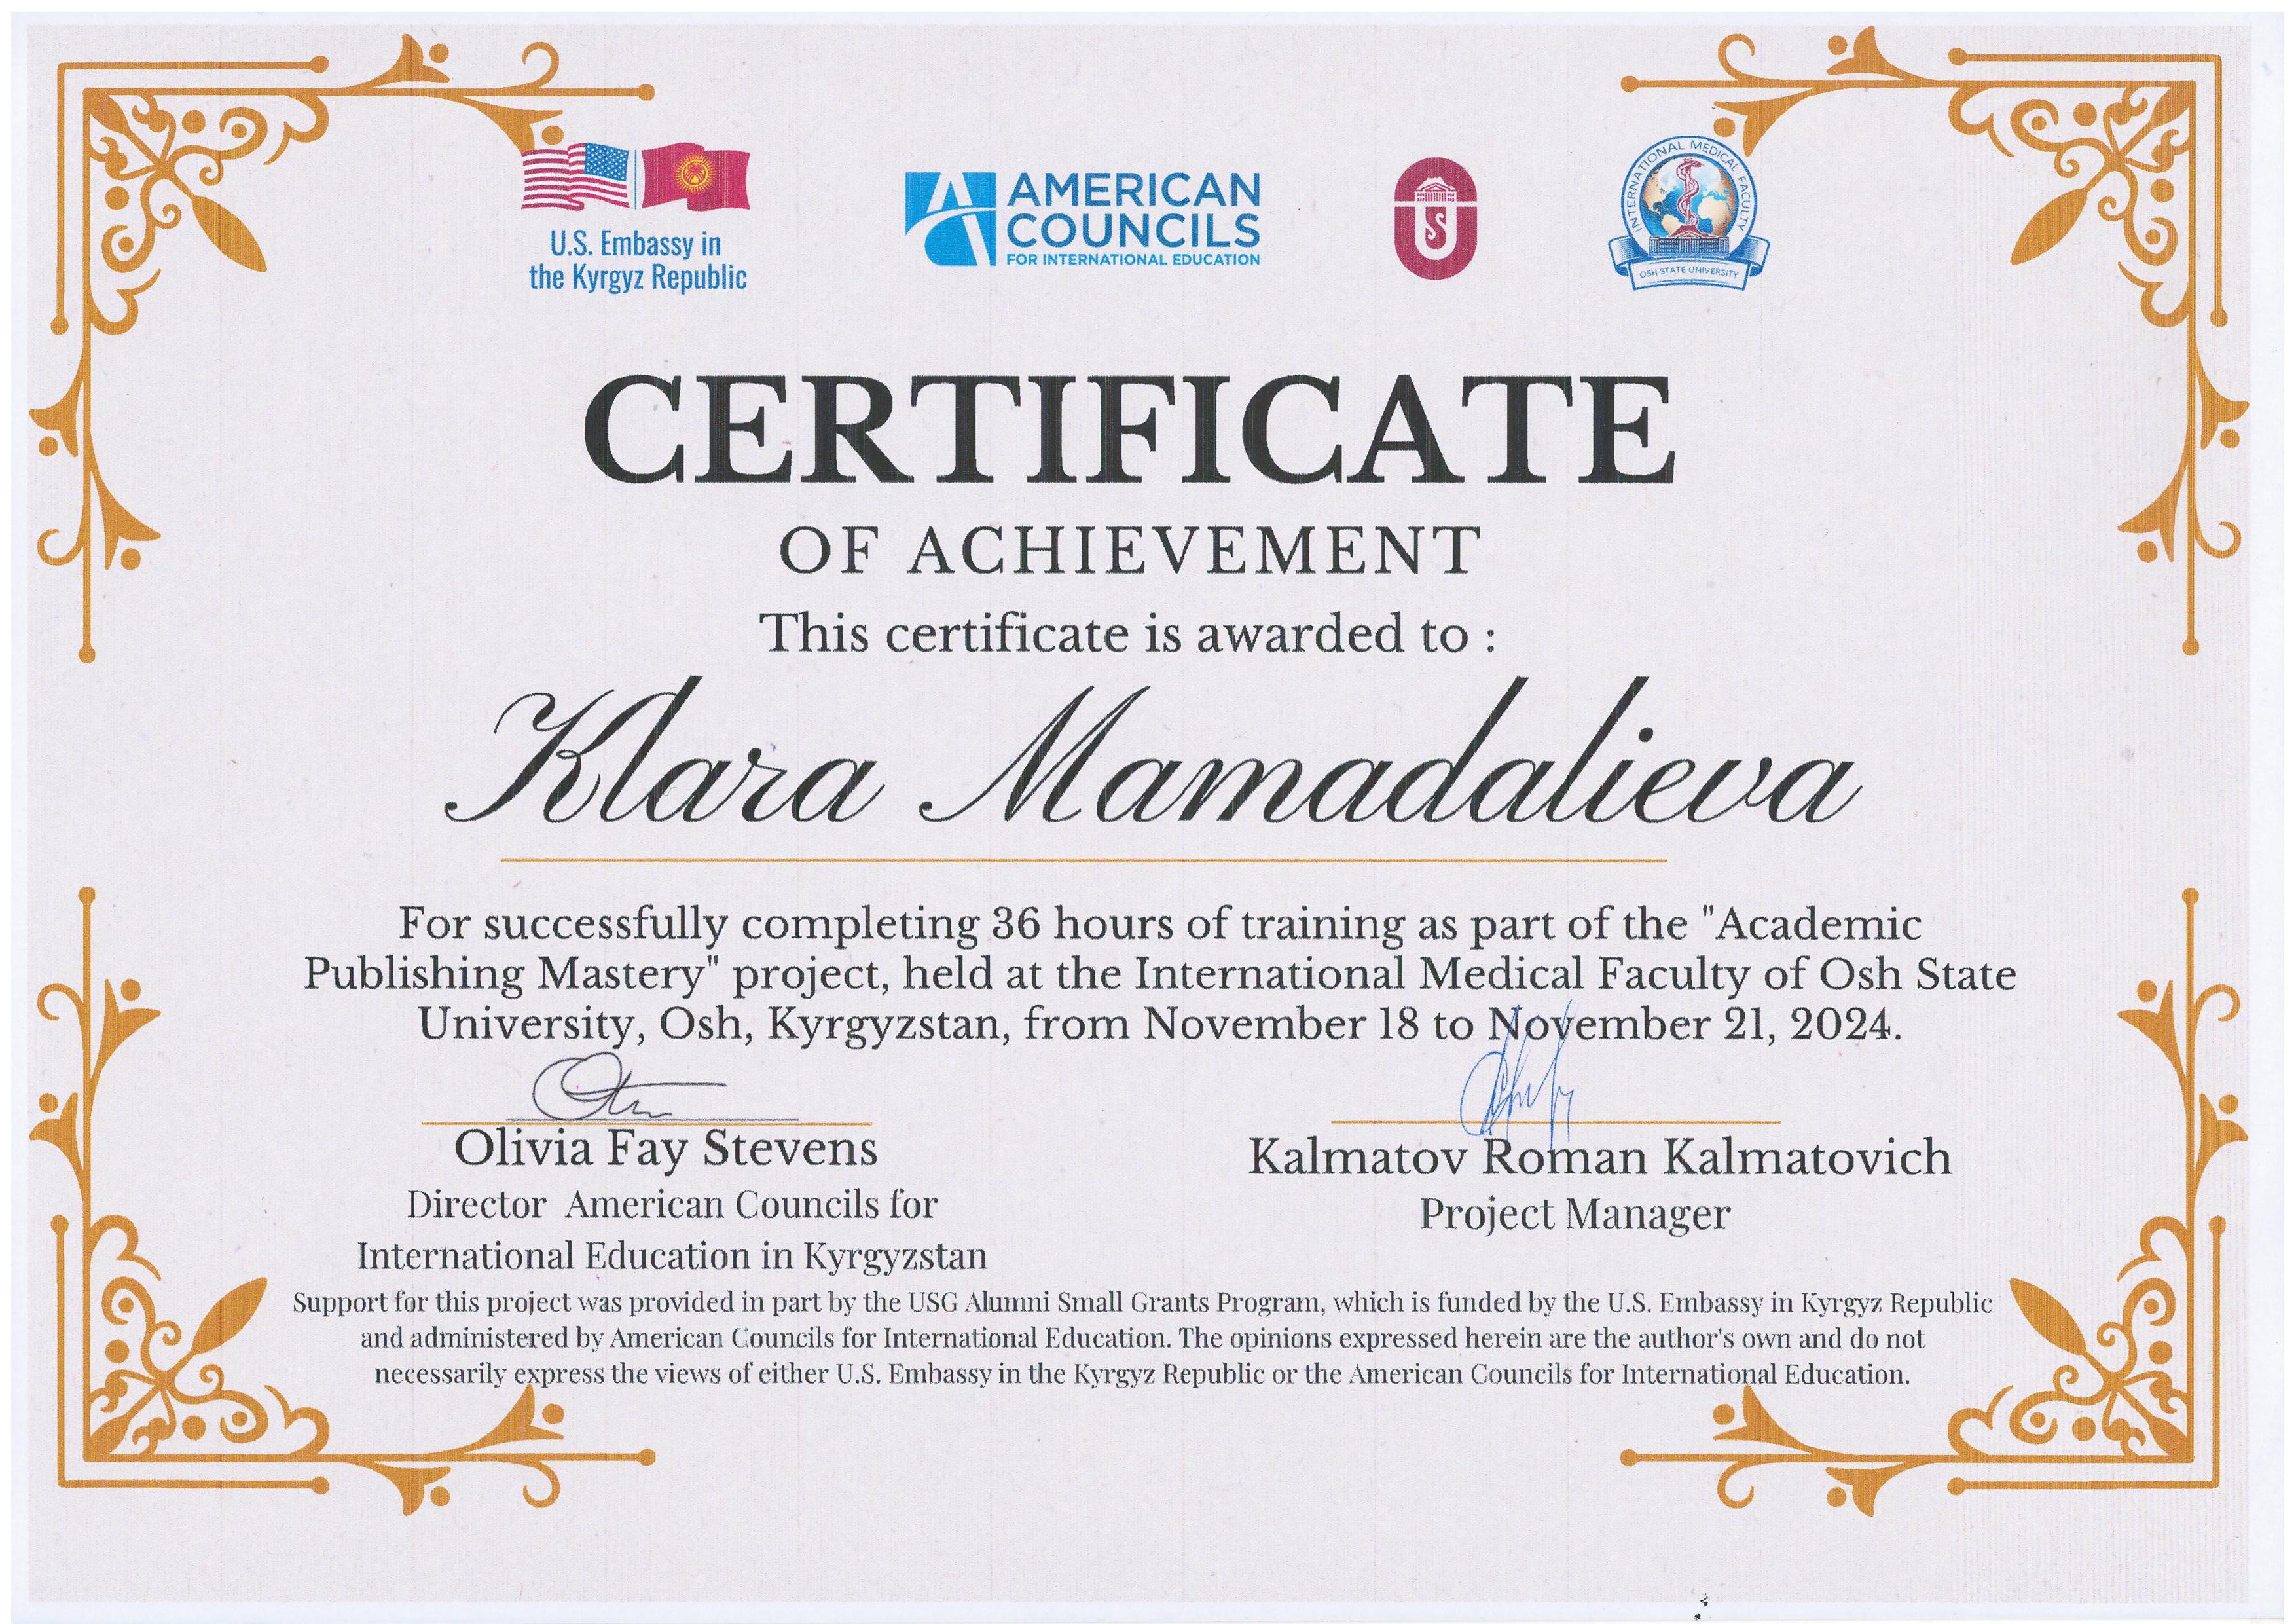 U.S. Embassy in
the Kyrgyz Republic
AMERICAN
COUNCILS
FOR INTERNATIONAL EDUCATION
INTERNATIONAL MEDICAL FACULTY
OSH STATE UNIVERSITY
CERTIFICATE
OF ACHIEVEMENT
This certificate is awarded to :
Klara Mamadalieva
For successfully completing 36 hours of training as part of the "Academic
Publishing Mastery" project, held at the International Medical Faculty of Osh State
University, Osh, Kyrgyzstan, from November 18 to November 21, 2024.
Olivia Fay Stevens
Director American Councils for
International Education in Kyrgyzstan
Kalmatov Roman Kalmatovich
Project Manager
Support for this project was provided in part by the USG Alumni Small Grants Program, which is funded by the U.S. Embassy in Kyrgyz Republic
and administered by American Councils for International Education. The opinions expressed herein are the author's own and do not
necessarily express the views of either U.S. Embassy in the Kyrgyz Republic or the American Councils for International Education.